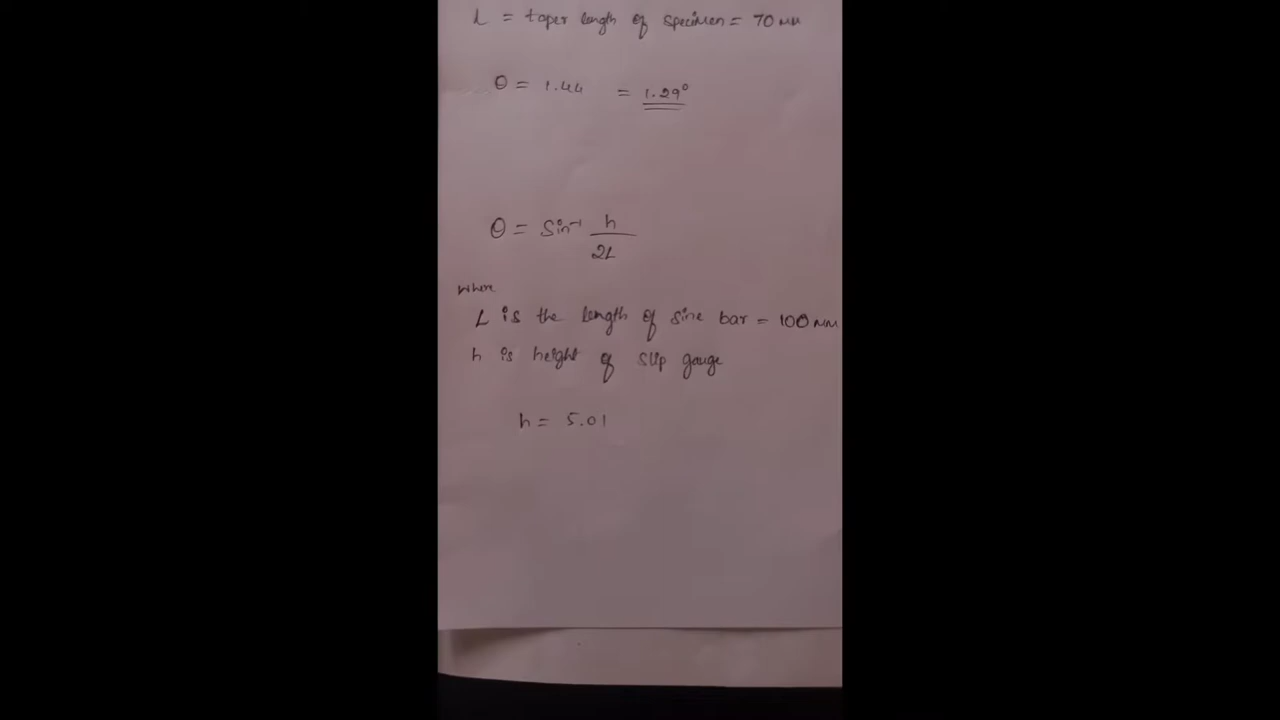 L = taper length of specimen = 70 mm
θ = 1.44 = 1.29°
θ = Sin⁻¹ h / 2L
where
L is the length of sine bar = 100 mm
h is height of slip gauge
h = 5.01